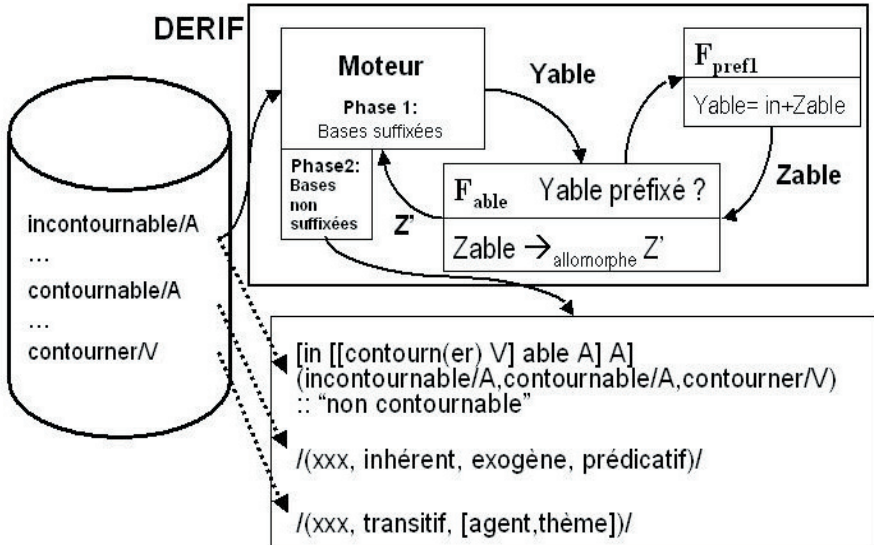 DERIF
Moteur
Phase 1:
Bases suffixées
Phase2:
Bases
non
suffixées
Yable
F_pref1
Yable= in+Zable
Zable
F_able Yable préfixé ?
Zable → allomorphe Z'
Z'
incontournable/A
...
contournable/A
...
contourner/V
[in [[contourn(er) V] able A] A]
(incontournable/A,contournable/A,contourner/V)
:: “non contournable”
/(xxx, inhérent, exogène, prédicatif)/
/(xxx, transitif, [agent,thème])/